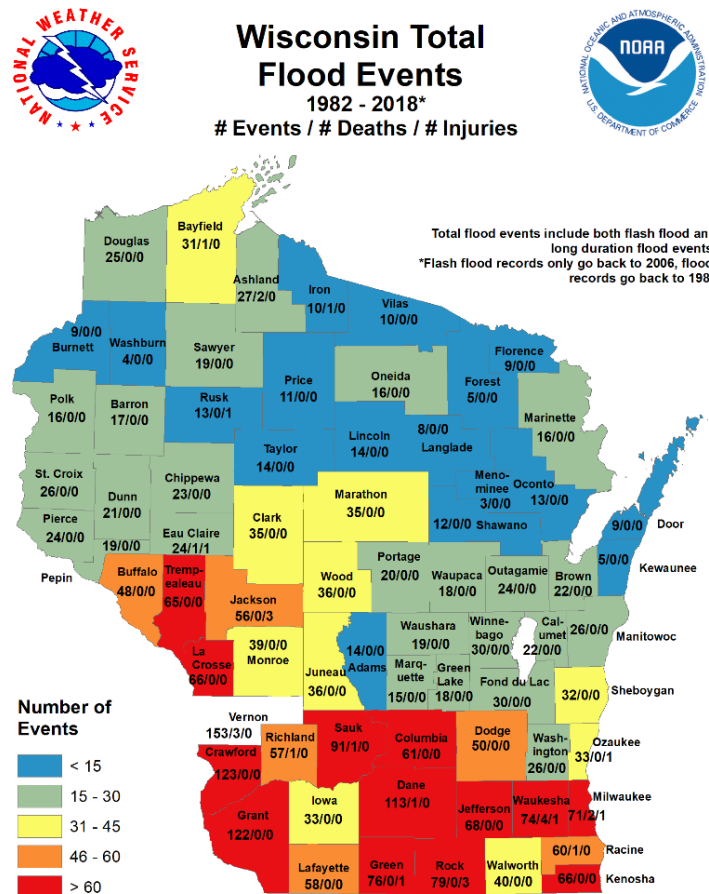 NATIONAL WEATHER SERVICE
Wisconsin Total
Flood Events
1982 - 2018*
# Events / # Deaths / # Injuries
NATIONAL OCEANIC AND ATMOSPHERIC ADMINISTRATION
NOAA
U.S. DEPARTMENT OF COMMERCE
Total flood events include both flash flood an
long duration flood events
*Flash flood records only go back to 2006, flood
records go back to 198
Douglas
25/0/0
Bayfield
31/1/0
Ashland
27/2/0
Iron
10/1/0
Vilas
10/0/0
9/0/0
Burnett
Washburn
4/0/0
Sawyer
19/0/0
Price
11/0/0
Oneida
16/0/0
Forest
5/0/0
Florence
9/0/0
Marinette
16/0/0
Polk
16/0/0
Barron
17/0/0
Rusk
13/0/1
Taylor
14/0/0
Lincoln
14/0/0
8/0/0
Langlade
Meno-
minee
3/0/0
Oconto
13/0/0
St. Croix
26/0/0
Dunn
21/0/0
Chippewa
23/0/0
Clark
35/0/0
Marathon
35/0/0
12/0/0
Shawano
9/0/0
Door
5/0/0
Kewaunee
Pierce
24/0/0
19/0/0
Pepin
Eau Claire
24/1/1
Buffalo
48/0/0
Tremp-
ealeau
65/0/0
Jackson
56/0/3
Wood
36/0/0
Portage
20/0/0
Waupaca
18/0/0
Outagamie
24/0/0
Brown
22/0/0
La
Crosse
66/0/0
39/0/0
Monroe
Juneau
36/0/0
14/0/0
Adams
Waushara
19/0/0
Winne-
bago
30/0/0
Cal-
umet
22/0/0
26/0/0
Manitowoc
Marq-
uette
15/0/0
Green
Lake
18/0/0
Fond du Lac
30/0/0
32/0/0
Sheboygan
Vernon
153/3/0
Crawford
123/0/0
Richland
57/1/0
Sauk
91/1/0
Columbia
61/0/0
Dodge
50/0/0
Wash-
ington
26/0/0
Ozaukee
33/0/1
Grant
122/0/0
Iowa
33/0/0
Dane
113/1/0
Jefferson
68/0/0
Waukesha
74/4/1
Milwaukee
71/2/1
Lafayette
58/0/0
Green
76/0/1
Rock
79/0/3
Walworth
40/0/0
60/1/0
Racine
66/0/0
Kenosha
Number of
Events
< 15
15 - 30
31 - 45
46 - 60
> 60